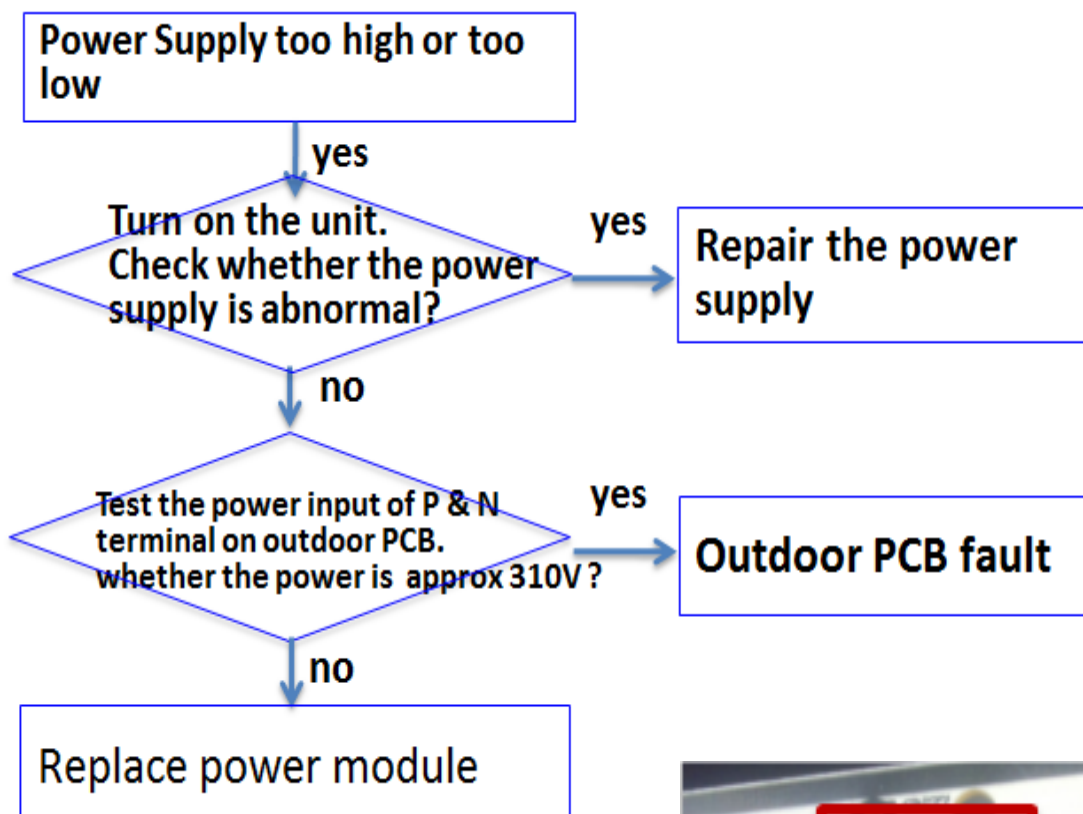 Power Supply too high or too
low
yes
Turn on the unit.
Check whether the power
supply is abnormal?
yes
Repair the power
supply
no
Test the power input of P & N
terminal on outdoor PCB.
whether the power is approx 310V ?
yes
Outdoor PCB fault
no
Replace power module